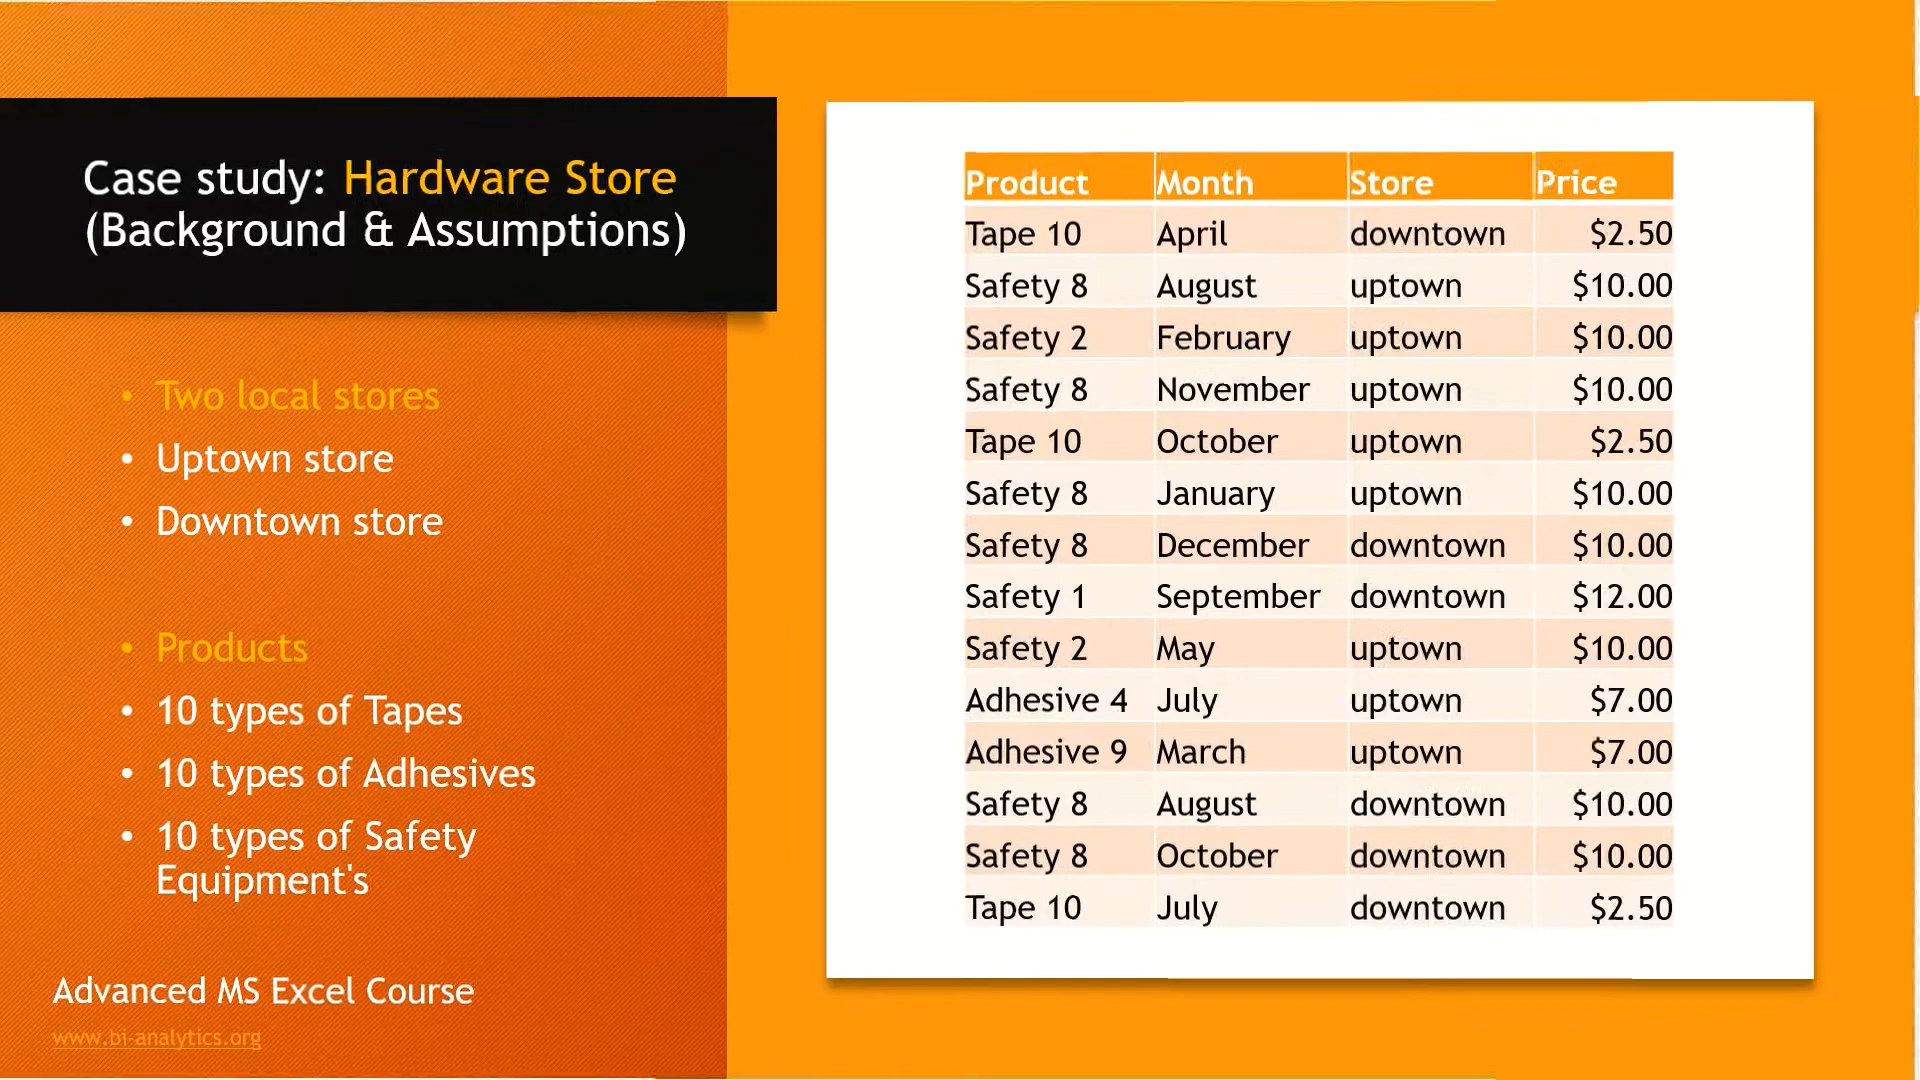 Case study: Hardware Store
(Background & Assumptions)
• Two local stores
• Uptown store
• Downtown store
• Products
• 10 types of Tapes
• 10 types of Adhesives
• 10 types of Safety
Equipment's
Advanced MS Excel Course
www.bi-analytics.org
Product Month Store Price
Tape 10 April downtown $2.50
Safety 8 August uptown $10.00
Safety 2 February uptown $10.00
Safety 8 November uptown $10.00
Tape 10 October uptown $2.50
Safety 8 January uptown $10.00
Safety 8 December downtown $10.00
Safety 1 September downtown $12.00
Safety 2 May uptown $10.00
Adhesive 4 July uptown $7.00
Adhesive 9 March uptown $7.00
Safety 8 August downtown $10.00
Safety 8 October downtown $10.00
Tape 10 July downtown $2.50